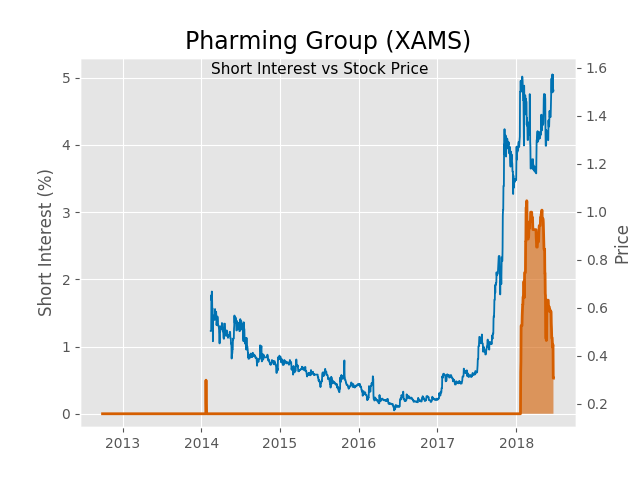 Pharming Group (XAMS)
Short Interest vs Stock Price
Short Interest (%)
5
4
3
2
1
0
1.6
1.4
1.2
1.0
0.8
0.6
0.4
0.2
Price
2013 2014 2015 2016 2017 2018